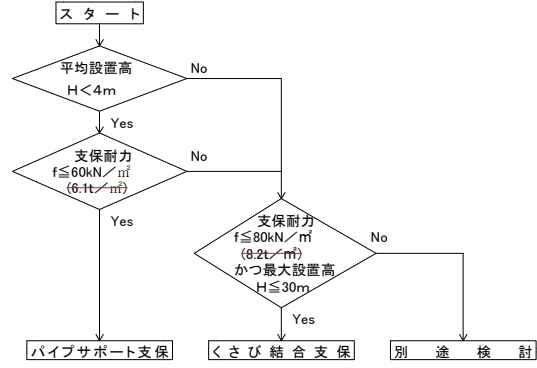 スタート
平均設置高
H＜4m
No
Yes
支保耐力
f≦60kN／㎡
(6.1t／㎡)
No
Yes
支保耐力
f≦80kN／㎡
(8.2t／㎡)
かつ最大設置高
H≦30m
No
Yes
パイプサポート支保
くさび結合支保
別途検討